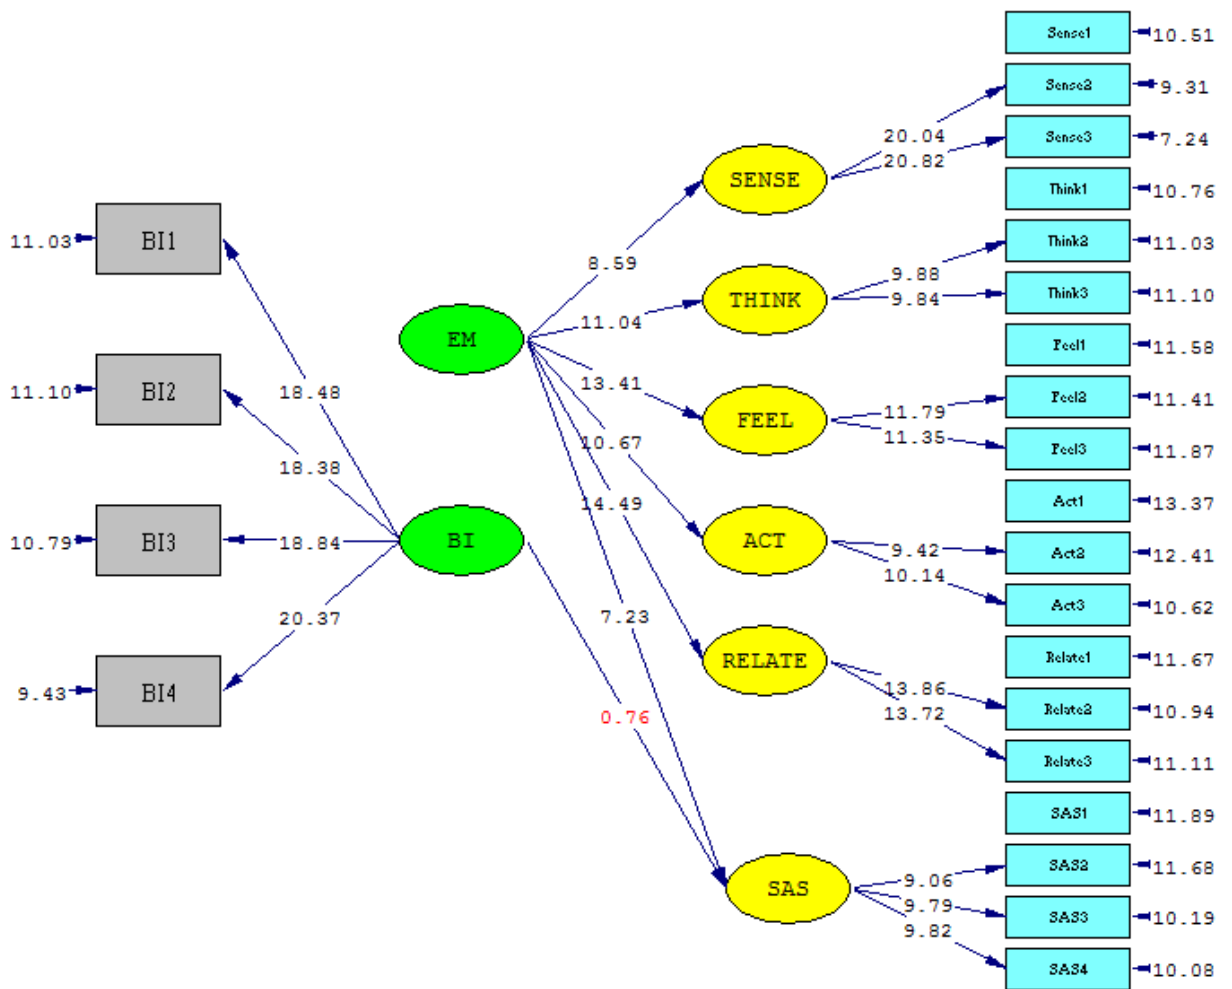 Sense1
10.51
Sense2
9.31
20.04
Sense3
7.24
20.82
SENSE
Think1
10.76
BI1
11.03
Think2
11.03
8.59
9.88
Think3
11.10
9.84
THINK
11.04
EM
Feel1
11.58
13.41
BI2
11.10
18.48
Feel2
11.41
11.79
FEEL
11.35
10.67
Feel3
11.87
18.38
14.49
Act1
13.37
BI3
10.79
18.84
BI
ACT
9.42
Act2
12.41
10.14
Act3
10.62
20.37
7.23
Relate1
11.67
RELATE
BI4
9.43
13.86
Relate2
10.94
0.76
13.72
Relate3
11.11
SAS1
11.89
SAS2
11.68
9.06
SAS
9.79
SAS3
10.19
9.82
SAS4
10.08